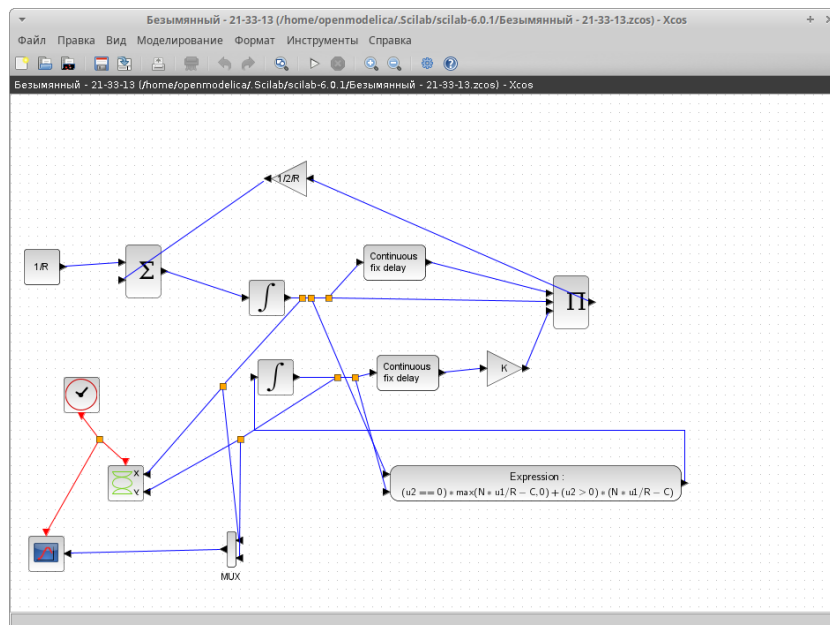 Безымянный - 21-33-13 (/home/openmodelica/.Scilab/scilab-6.0.1/Безымянный - 21-33-13.zcos) - Xcos
Файл Правка Вид Моделирование Формат Инструменты Справка
Безымянный - 21-33-13 (/home/openmodelica/.Scilab/scilab-6.0.1/Безымянный - 21-33-13.zcos) - Xcos
1/2/R
1/R
Σ
Continuous
fix delay
∫
Π
∫
Continuous
fix delay
K
X
Y
Expression :
(u2 == 0) * max(N * u1/R − C, 0) + (u2 > 0) * (N * u1/R − C)
MUX